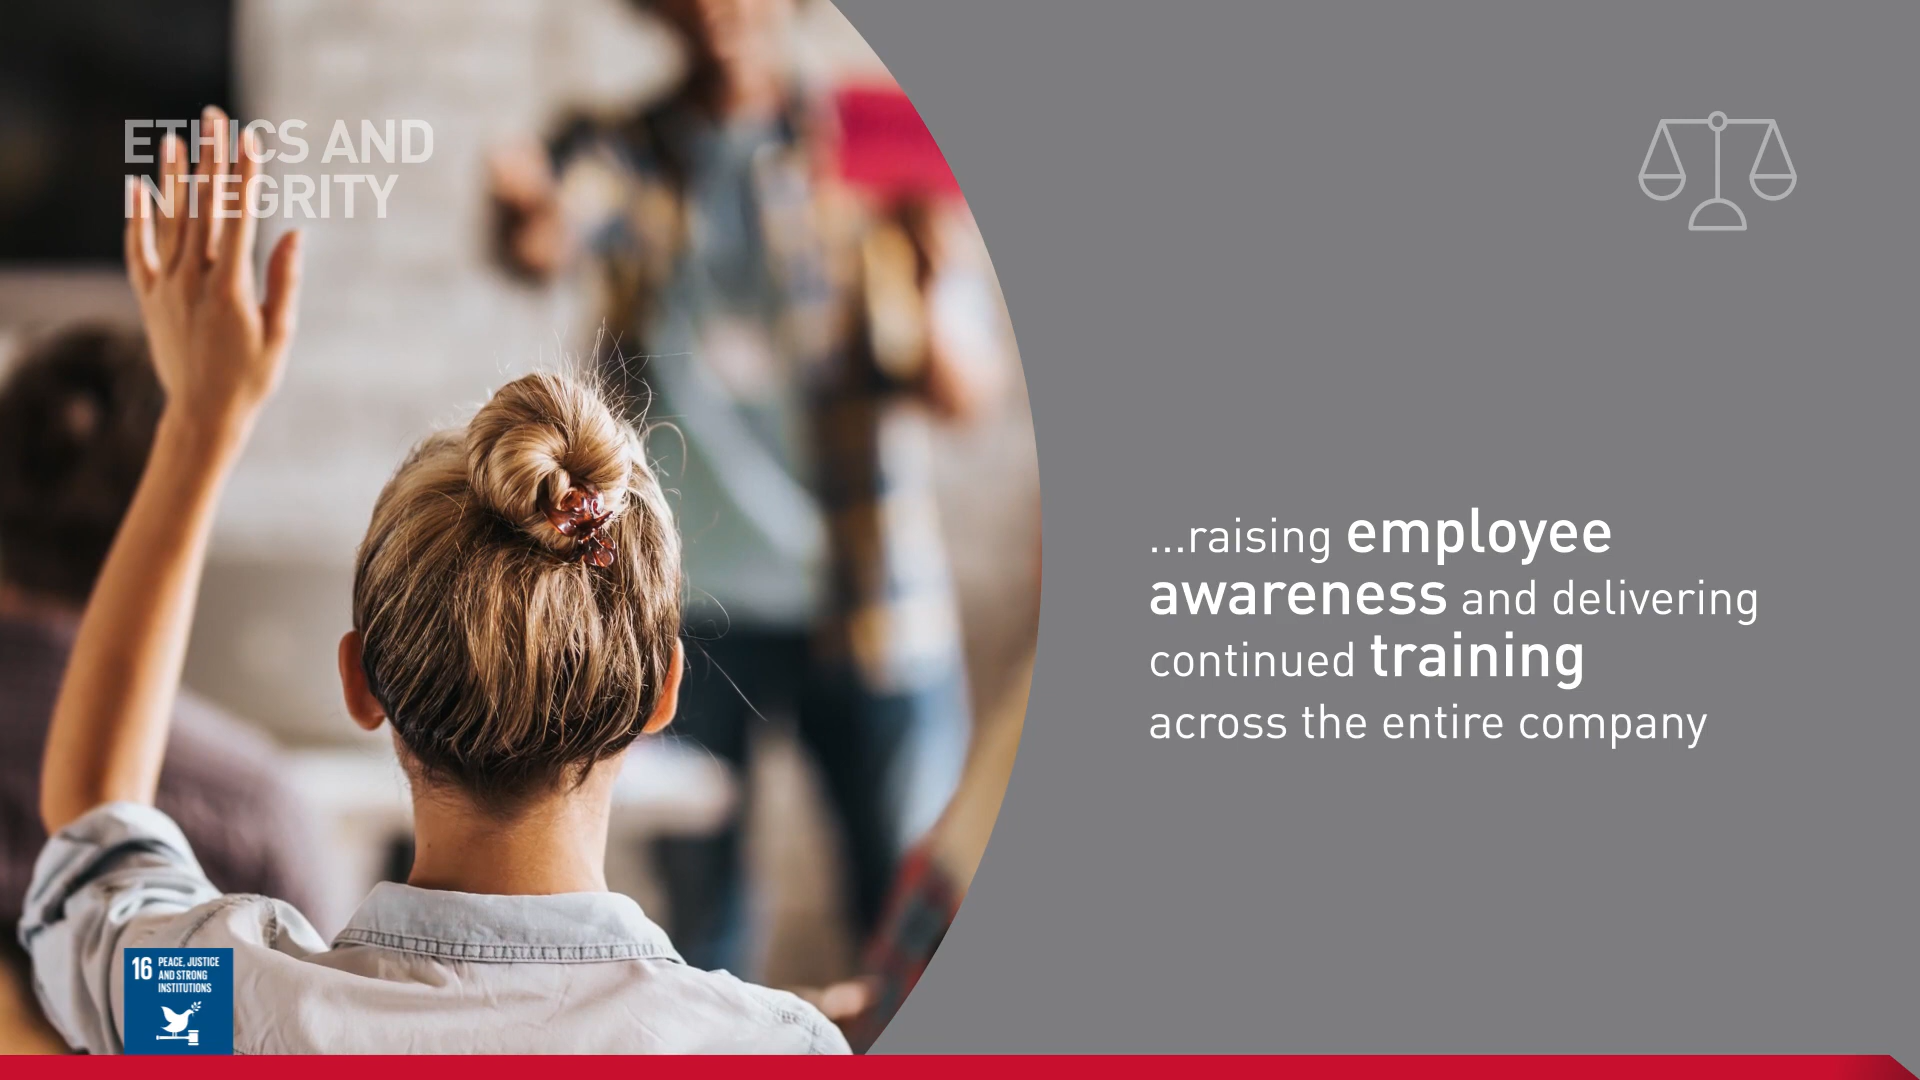 ETHICS AND
INTEGRITY
...raising employee
awareness and delivering
continued training
across the entire company
16 PEACE, JUSTICE
AND STRONG
INSTITUTIONS